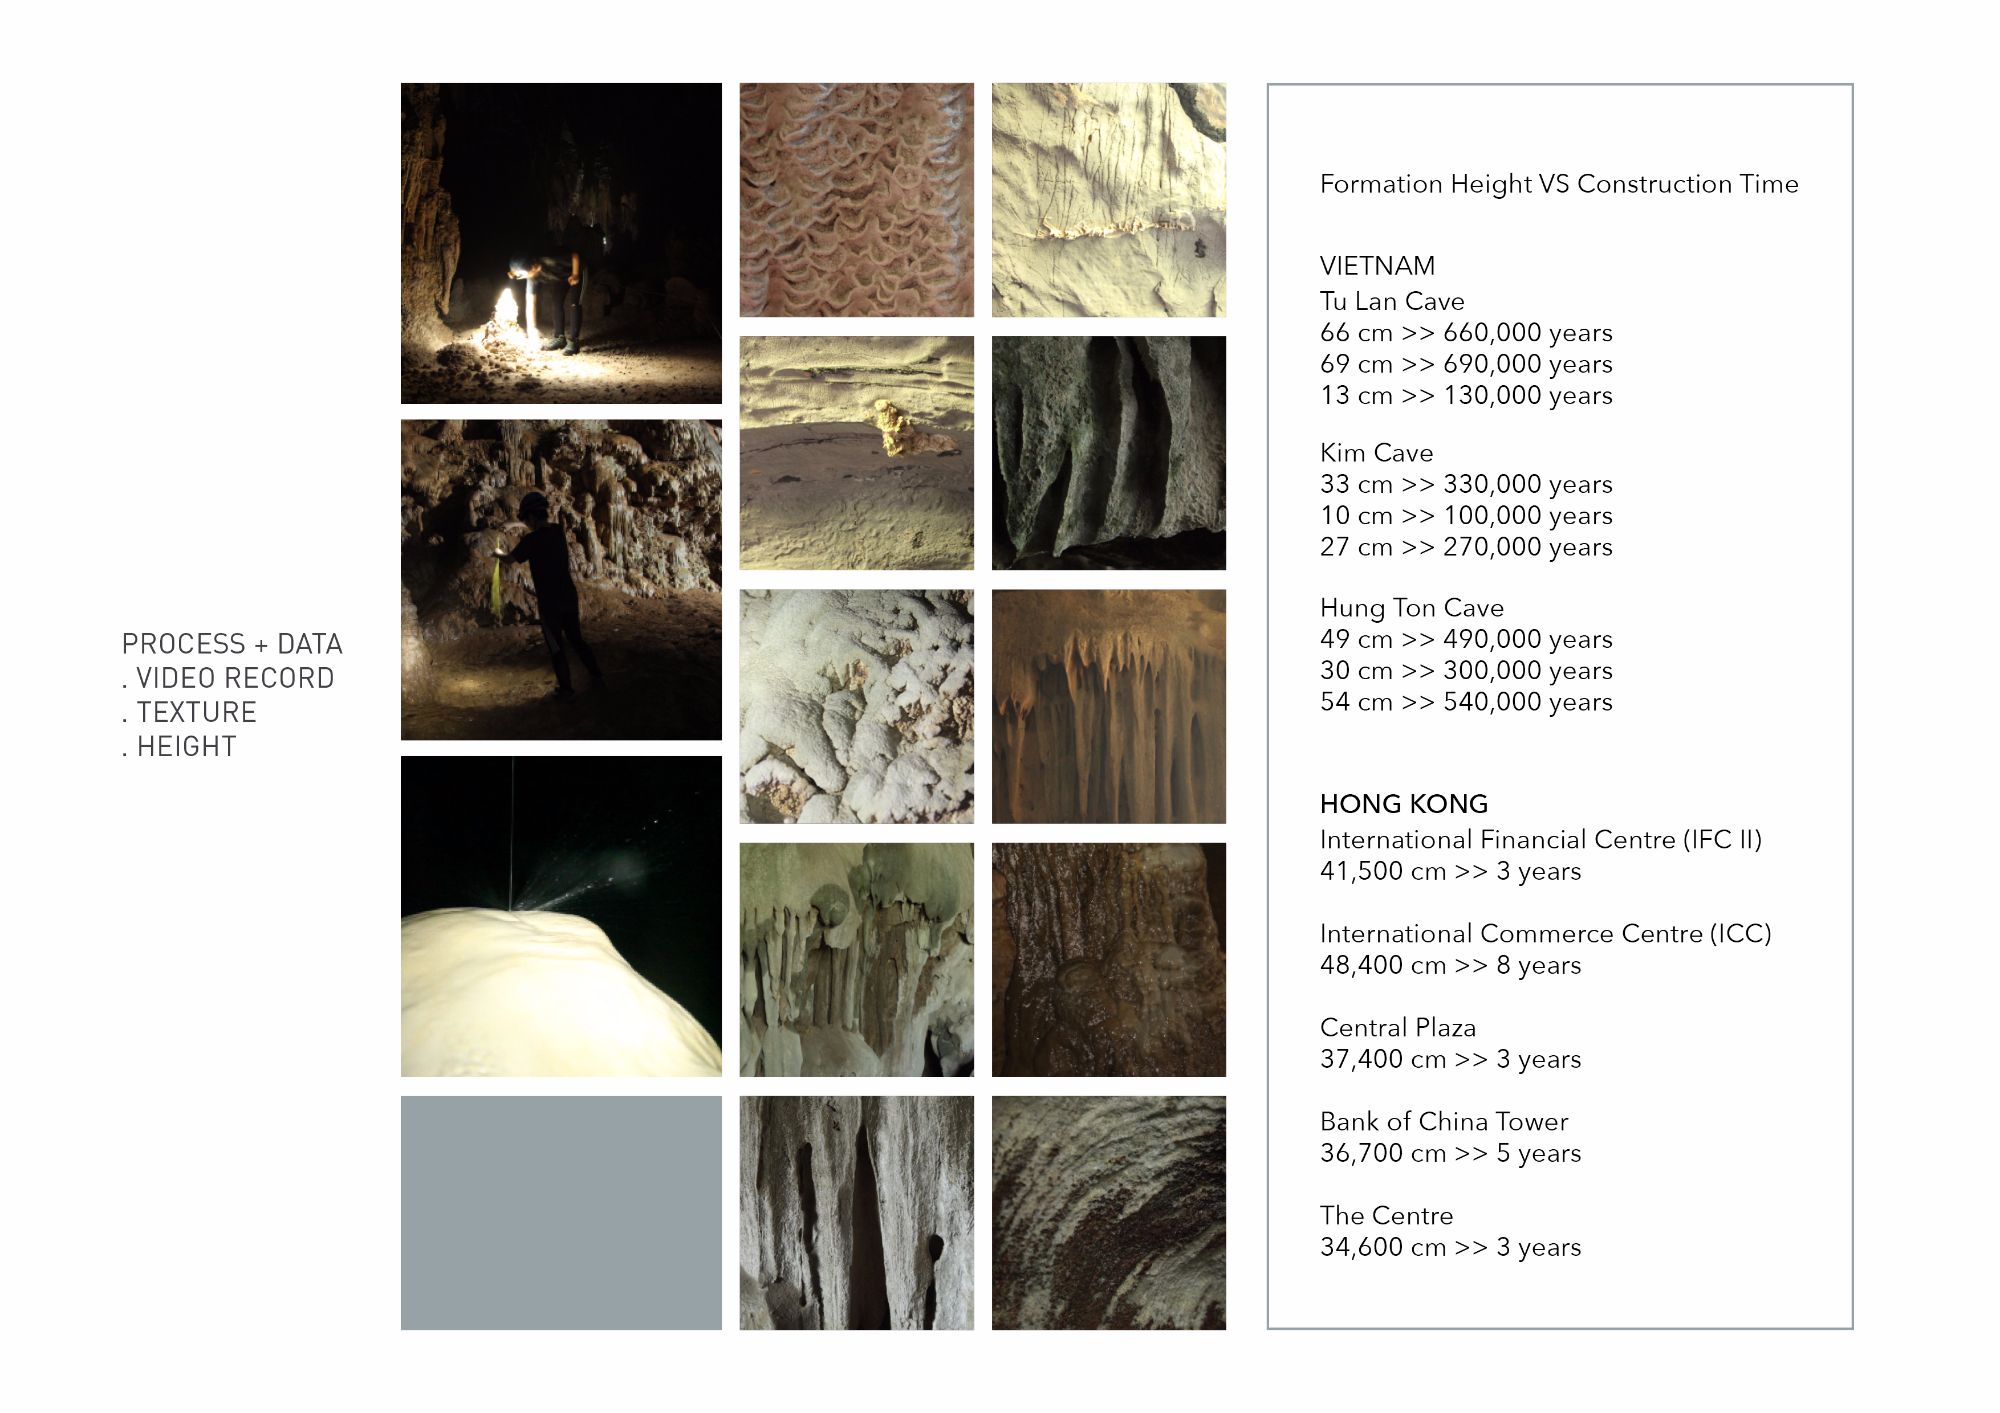 PROCESS + DATA
. VIDEO RECORD
. TEXTURE
. HEIGHT
Formation Height VS Construction Time
VIETNAM
Tu Lan Cave
66 cm >> 660,000 years
69 cm >> 690,000 years
13 cm >> 130,000 years
Kim Cave
33 cm >> 330,000 years
10 cm >> 100,000 years
27 cm >> 270,000 years
Hung Ton Cave
49 cm >> 490,000 years
30 cm >> 300,000 years
54 cm >> 540,000 years
HONG KONG
International Financial Centre (IFC II)
41,500 cm >> 3 years
International Commerce Centre (ICC)
48,400 cm >> 8 years
Central Plaza
37,400 cm >> 3 years
Bank of China Tower
36,700 cm >> 5 years
The Centre
34,600 cm >> 3 years